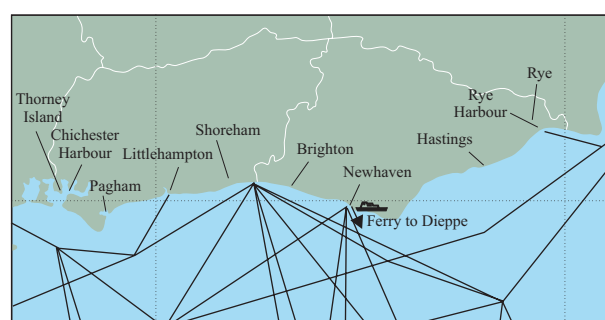 Thorney
Island
Chichester
Harbour
Pagham
Littlehampton
Shoreham
Brighton
Newhaven
Ferry to Dieppe
Hastings
Rye
Harbour
Rye